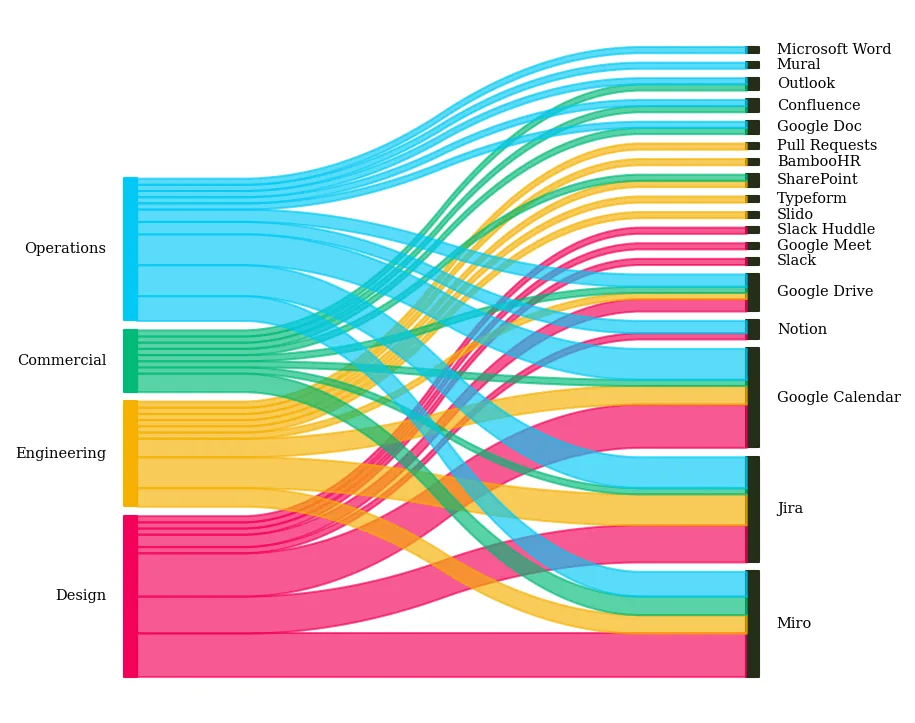 Operations
Commercial
Engineering
Design
Microsoft Word
Mural
Outlook
Confluence
Google Doc
Pull Requests
BambooHR
SharePoint
Typeform
Slido
Slack Huddle
Google Meet
Slack
Google Drive
Notion
Google Calendar
Jira
Miro